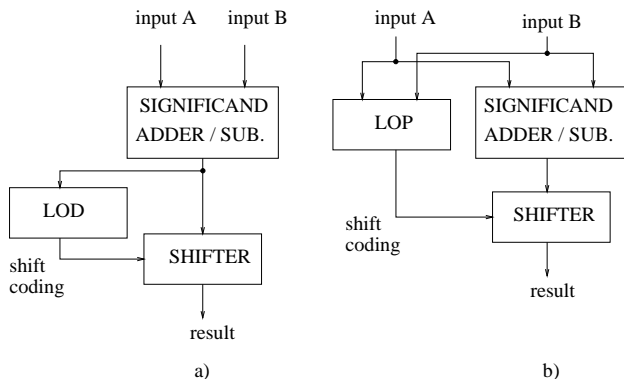 input A
input B
SIGNIFICAND
ADDER / SUB.
LOD
shift
coding
SHIFTER
result
a)
input A
input B
LOP
SIGNIFICAND
ADDER / SUB.
shift
coding
SHIFTER
result
b)